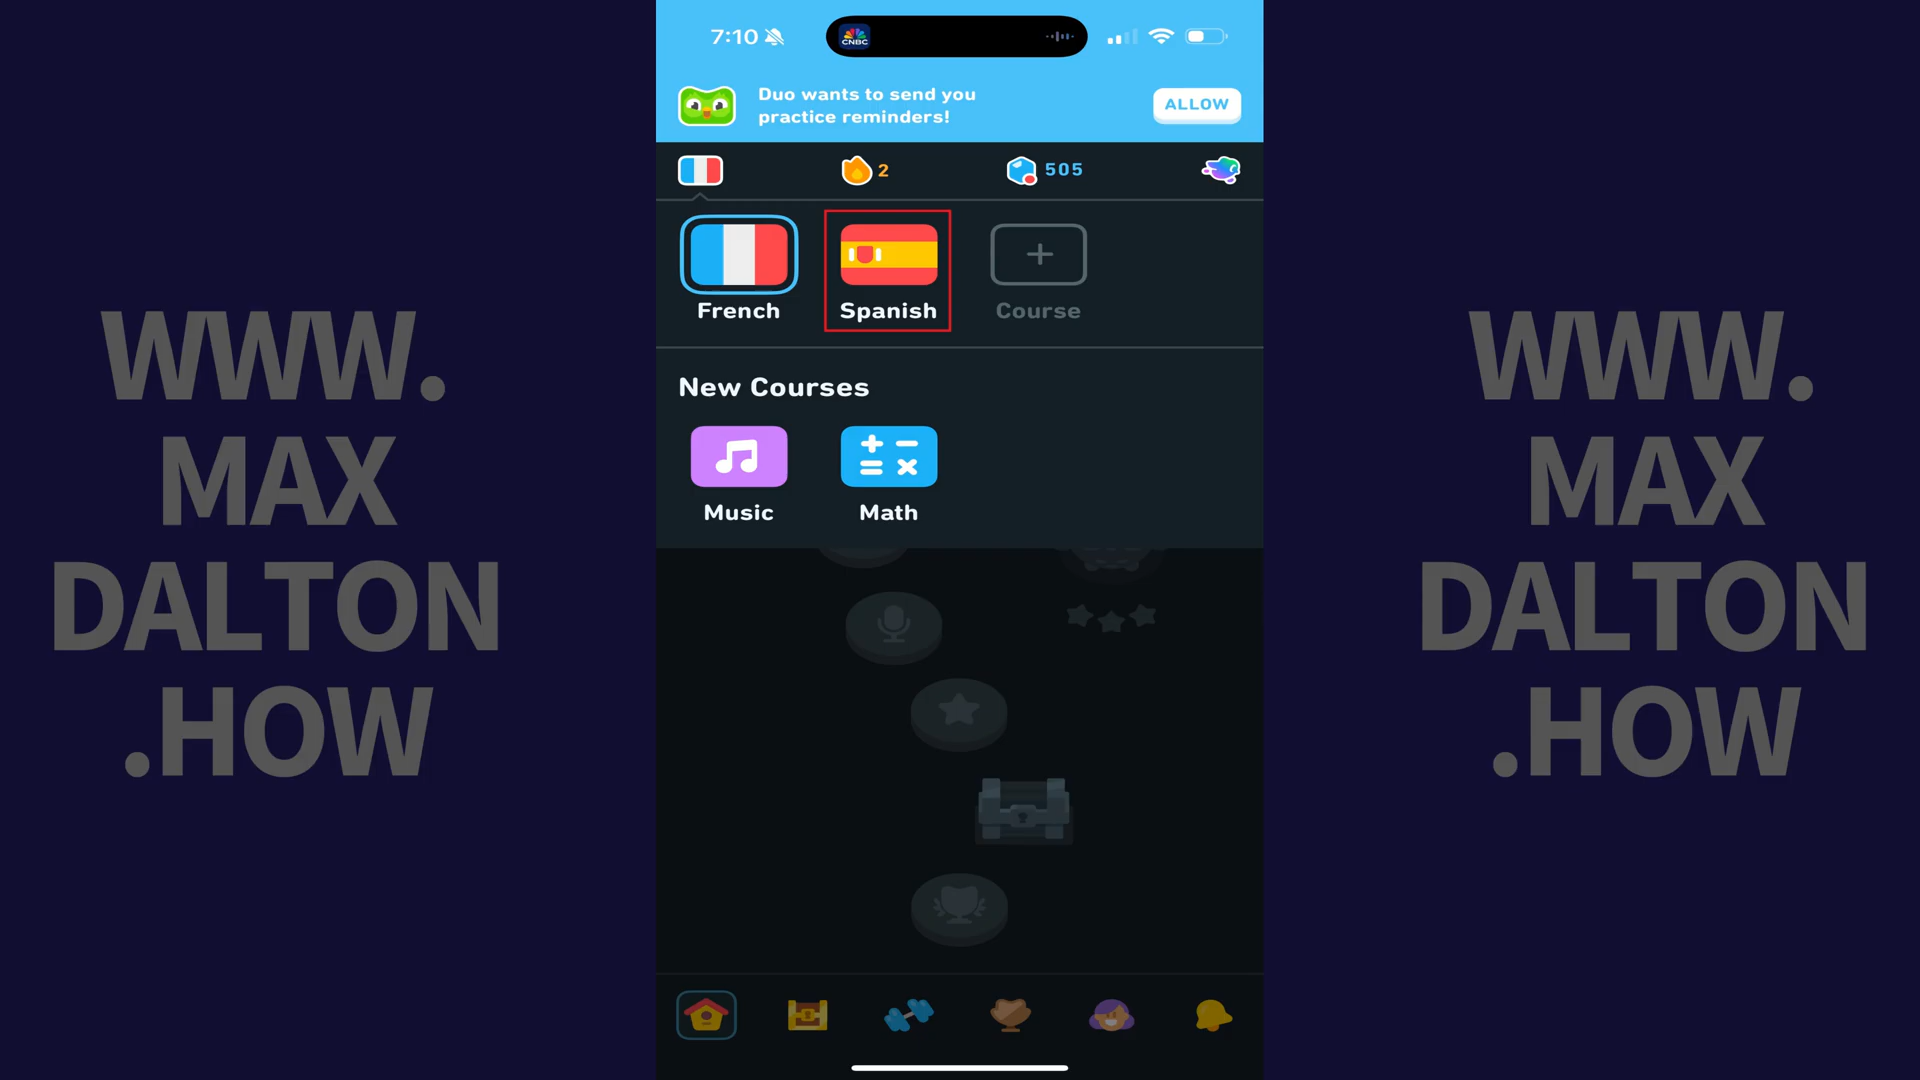 WWW.
MAX
DALTON
.HOW
7:10
CNBC
Duo wants to send you
practice reminders!
ALLOW
2
505
French
Spanish
Course
New Courses
Music
Math
WWW.
MAX
DALTON
.HOW